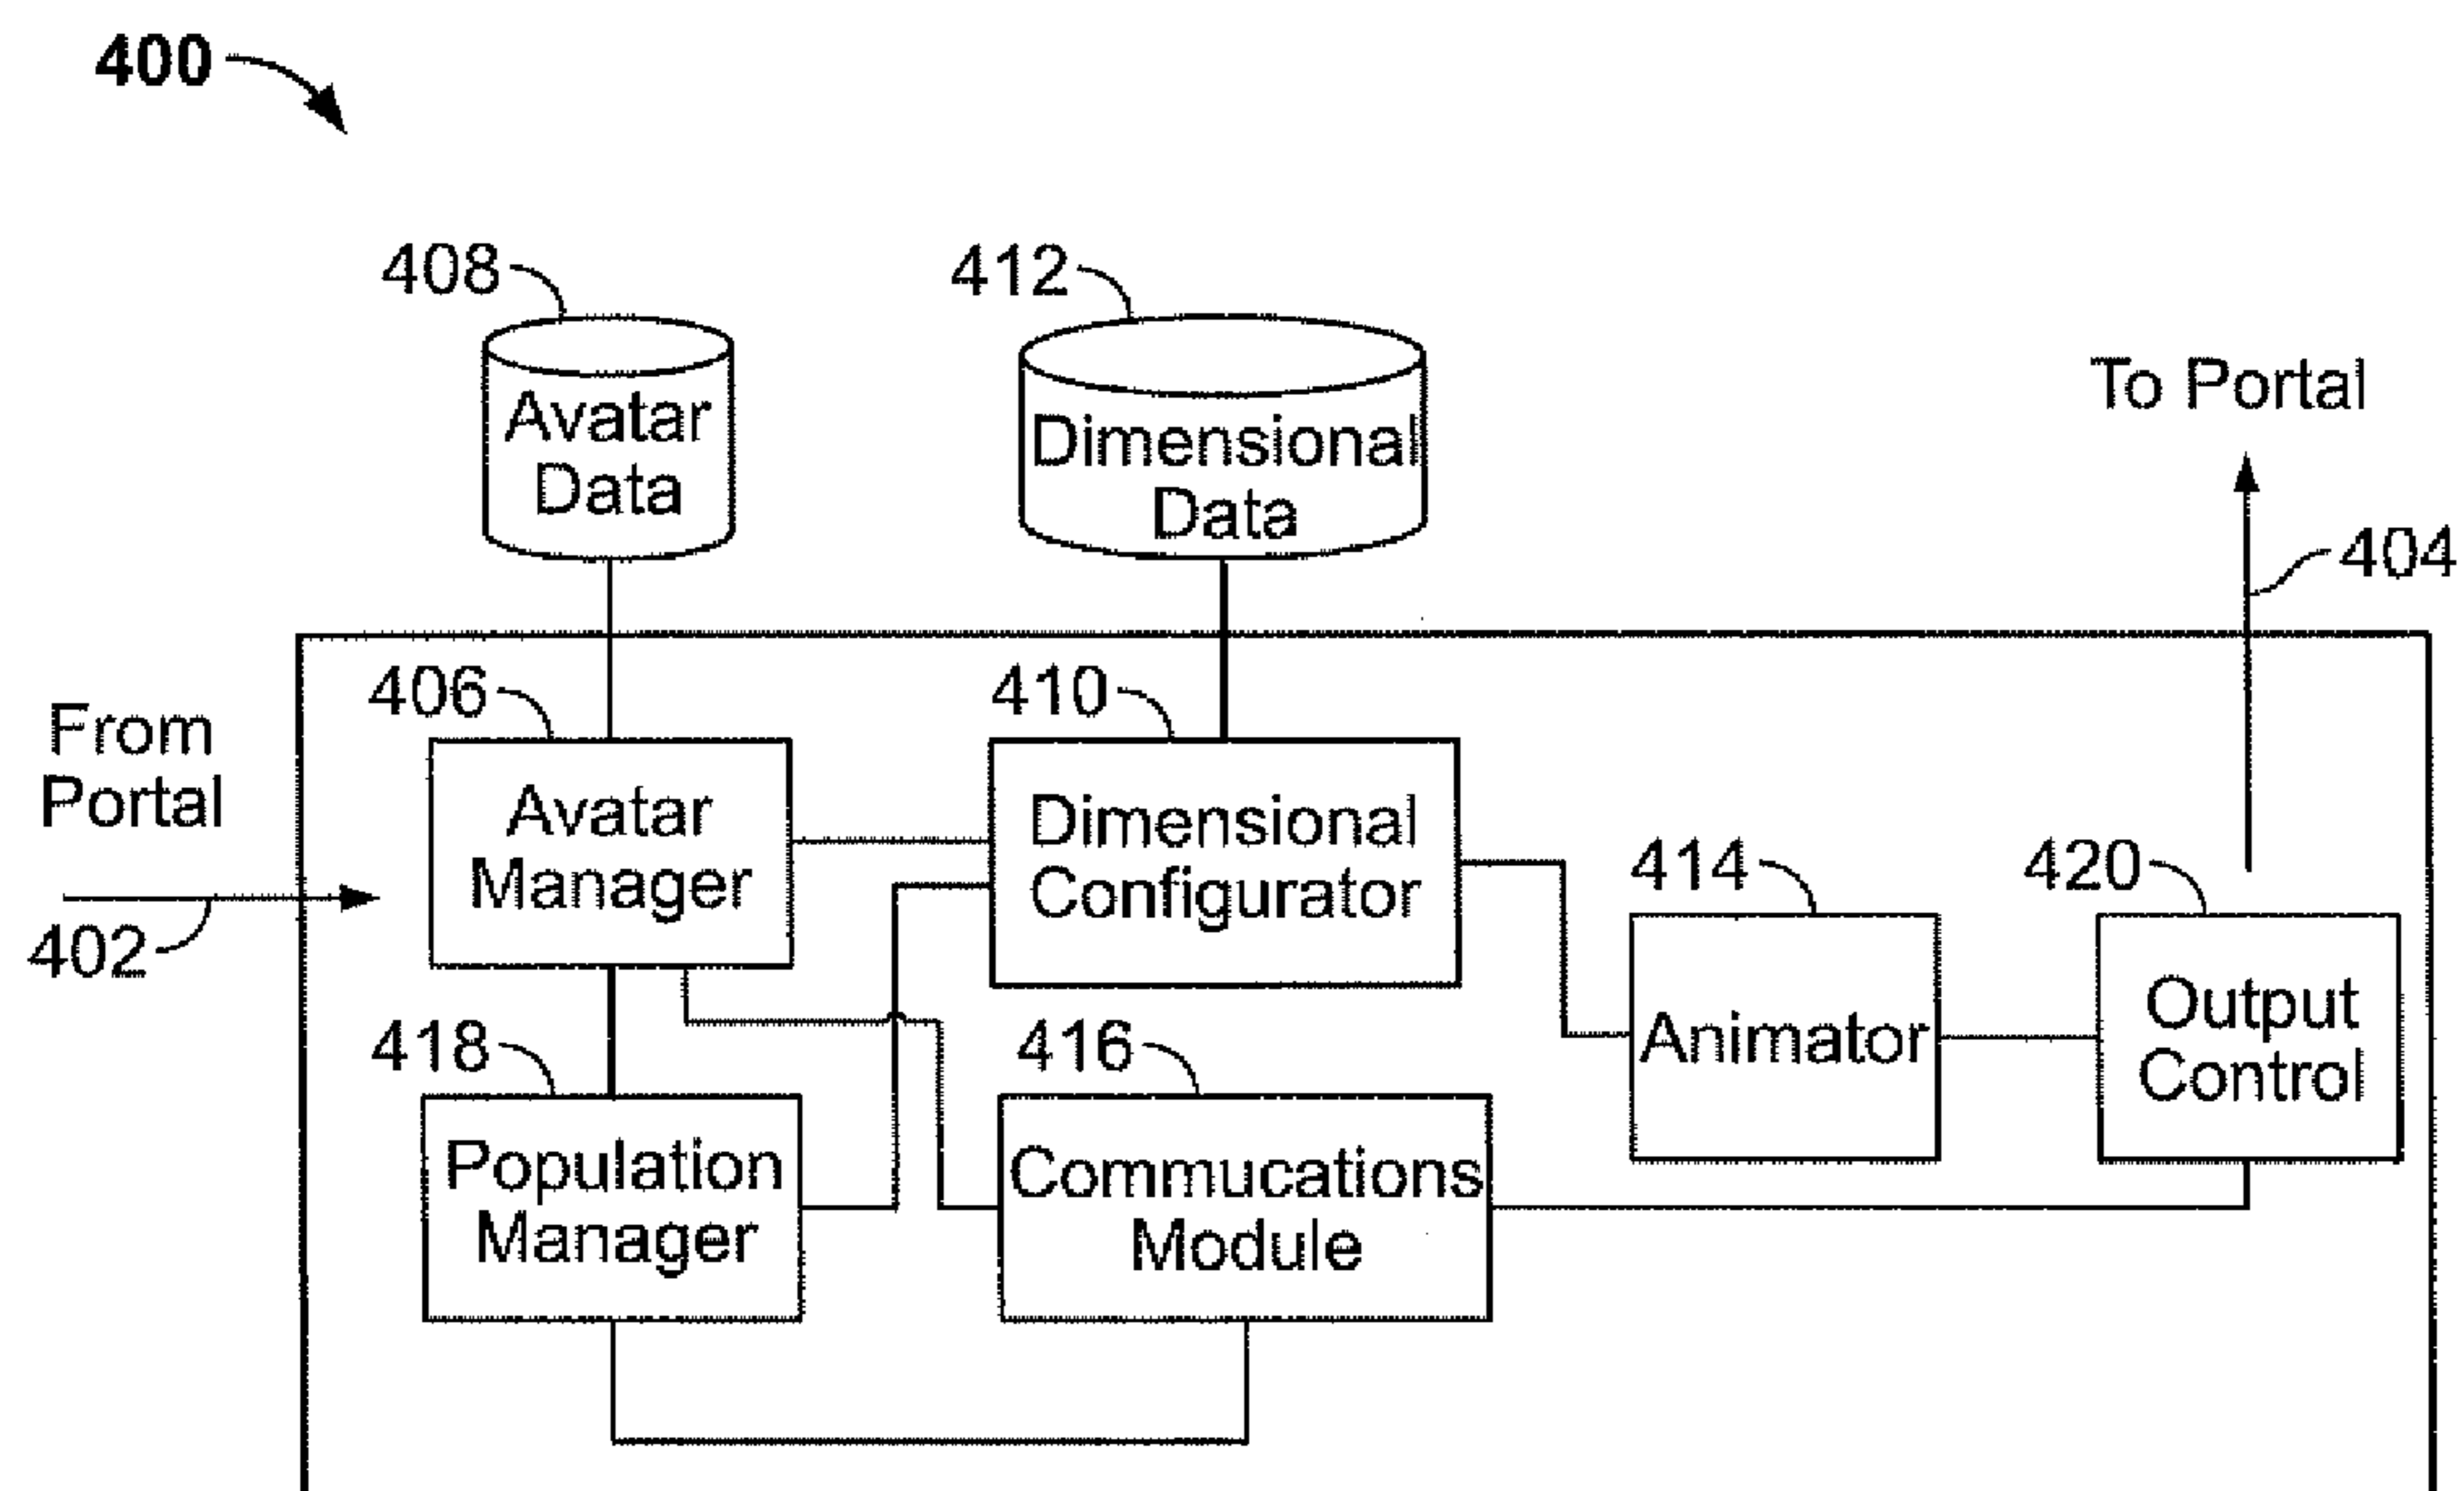 400
408
412
Avatar
Data
Dimensional
Data
To Portal
404
From
Portal
402
406
Avatar
Manager
410
Dimensional
Configurator
414
Animator
420
Output
Control
418
Population
Manager
416
Commucations
Module